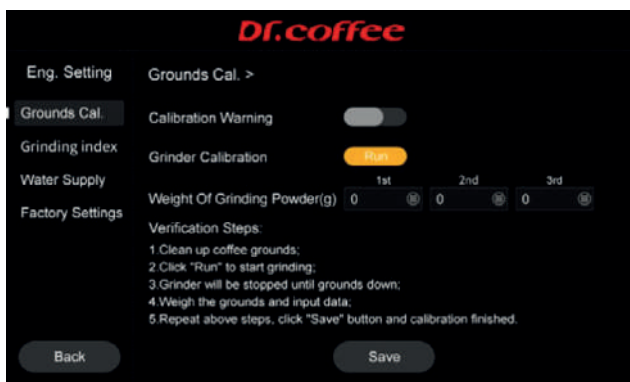 Dr.coffee
Eng. Setting
Grounds Cal.
Grinding index
Water Supply
Factory Settings
Grounds Cal. >
Calibration Warning
Grinder Calibration Run
1st 2nd 3rd
Weight Of Grinding Powder(g) 0 0 0
Verification Steps:
1.Clean up coffee grounds;
2.Click "Run" to start grinding;
3.Grinder will be stopped until grounds down;
4.Weigh the grounds and input data;
5.Repeat above steps, click "Save" button and calibration finished.
Back
Save